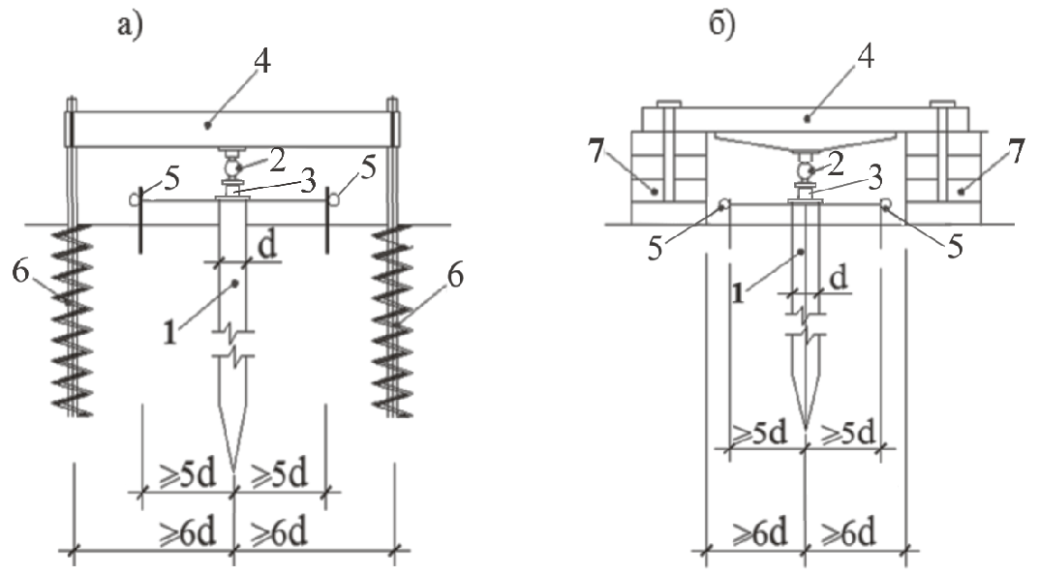 а) б)
4 4
2 2
5 3 5 3
7 7
5 5
6 6
d
1 1 d
≥5d ≥5d ≥5d ≥5d
≥6d ≥6d ≥6d ≥6d